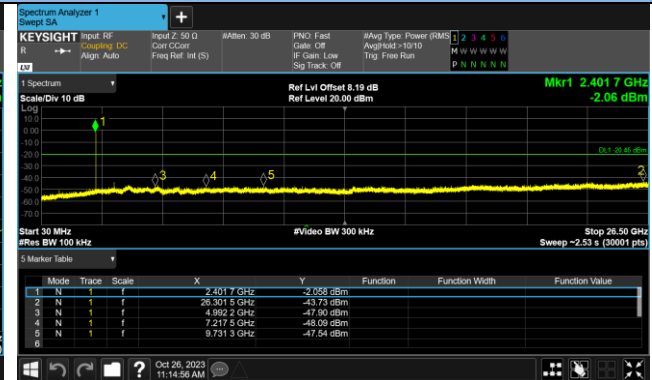 Spectrum Analyzer 1
Swept SA
+
KEYSIGHT Input: RF Input Z: 50 Ω #Atten: 30 dB PNO: Fast #Avg Type: Power (RMS 1 2 3 4 5 6
R Coupling: DC Corr CCorr Gate: Off Avg|Hold:>10/10 M W W W W W
Align: Auto Freq Ref: Int (S) IF Gain: Low Trig: Free Run
Sig Track: Off P N N N N N
LXI
1 Spectrum
Ref Lvl Offset 8.19 dB Mkr1 2.401 7 GHz
Scale/Div 10 dB Ref Level 20.00 dBm -2.06 dBm
Log
10.0
0.00
-10.0
-20.0
-30.0
-40.0
-50.0
-60.0
-70.0
1
DL1 -20.46 dBm
3 4 5 2
Start 30 MHz #Video BW 300 kHz Stop 26.50 GHz
#Res BW 100 kHz Sweep ~2.53 s (30001 pts)
5 Marker Table
Mode Trace Scale X Y Function Function Width Function Value
1 N 1 f 2.401 7 GHz -2.058 dBm
2 N 1 f 26.301 5 GHz -43.73 dBm
3 N 1 f 4.992 2 GHz -47.90 dBm
4 N 1 f 7.217 5 GHz -48.09 dBm
5 N 1 f 9.731 3 GHz -47.54 dBm
6
?
Oct 26, 2023
11:14:56 AM